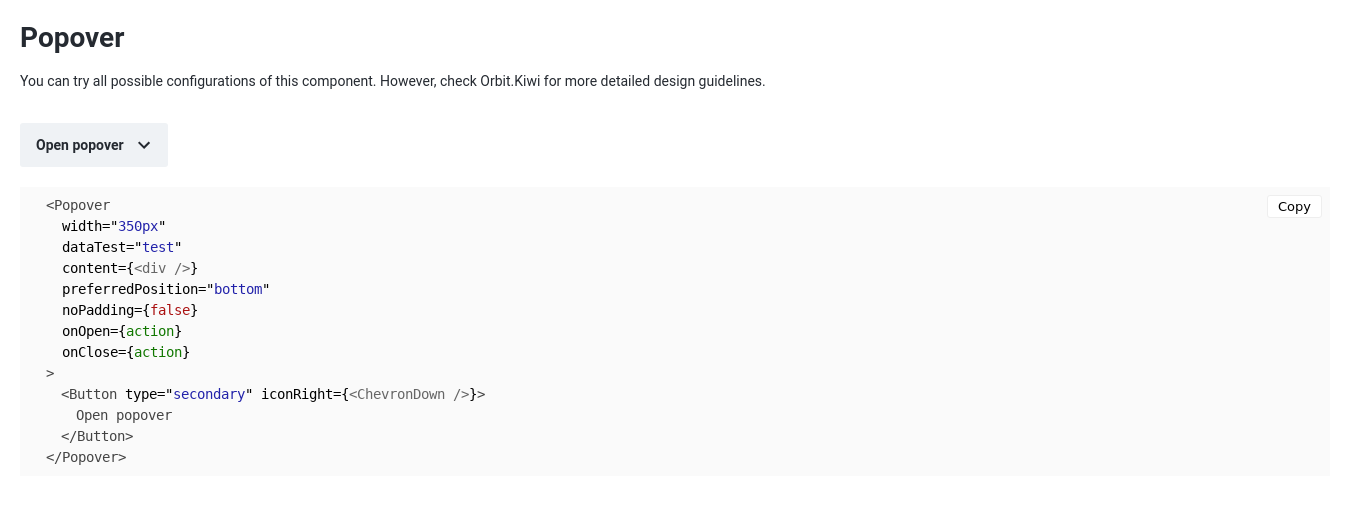 Popover
You can try all possible configurations of this component. However, check Orbit.Kiwi for more detailed design guidelines.
Open popover
Copy
<Popover
  width="350px"
  dataTest="test"
  content={<div />}
  preferredPosition="bottom"
  noPadding={false}
  onOpen={action}
  onClose={action}
>
  <Button type="secondary" iconRight={<ChevronDown />}>
    Open popover
  </Button>
</Popover>